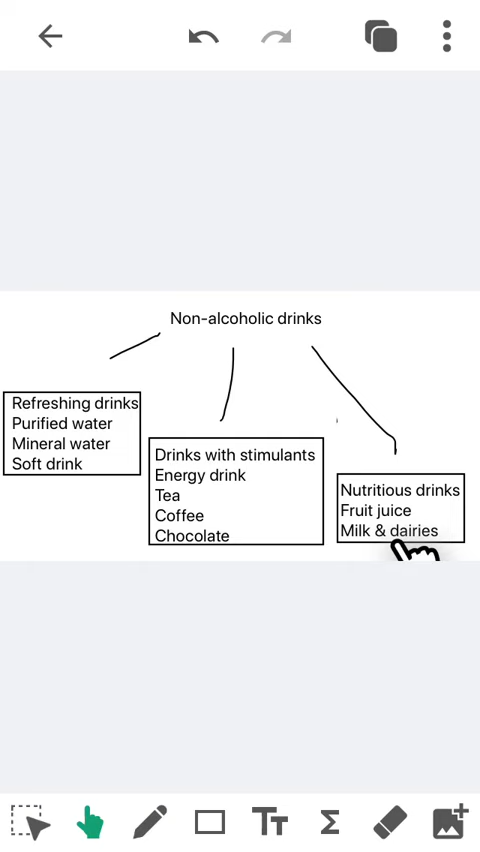 Non-alcoholic drinks
Refreshing drinks
Purified water
Mineral water
Soft drink
Drinks with stimulants
Energy drink
Tea
Coffee
Chocolate
Nutritious drinks
Fruit juice
Milk & dairies